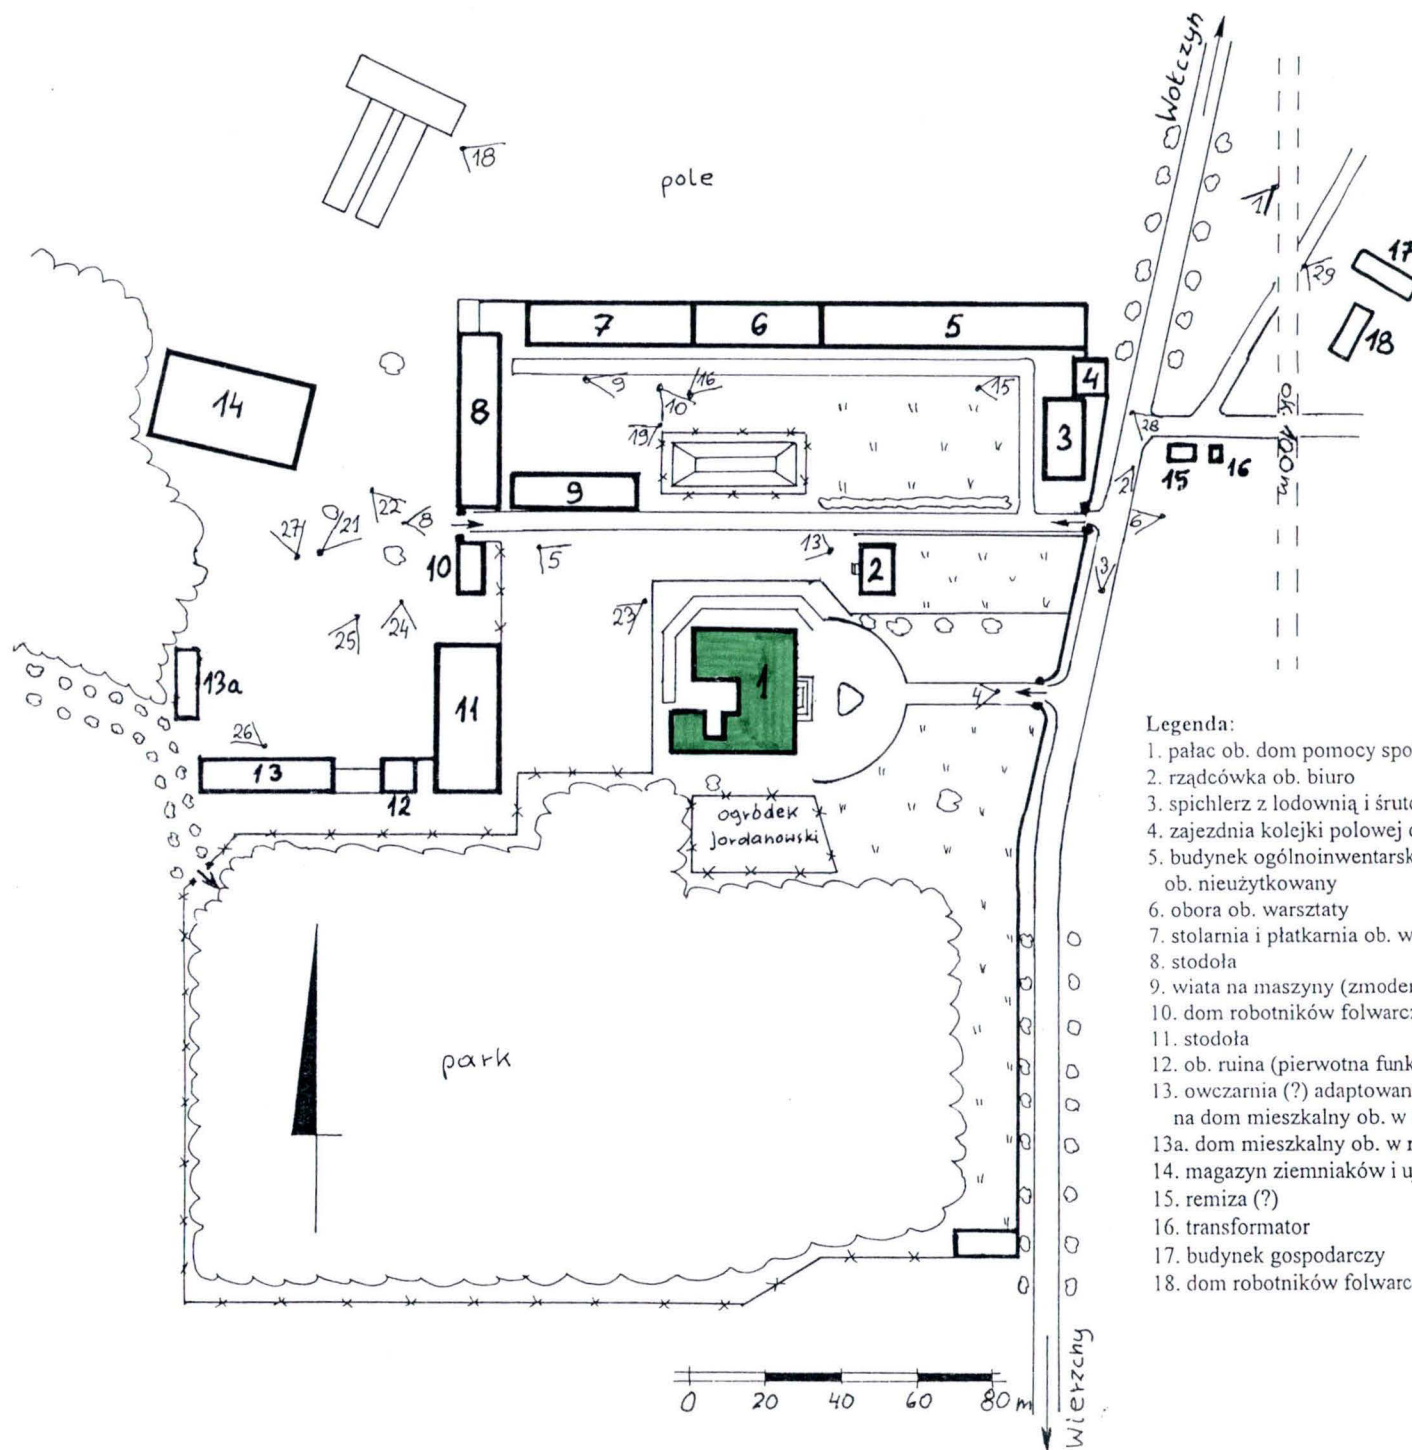 Wołczyn
18
pole
1
29
17
18
7
6
5
4
9
16
15
10
19
8
3
28
14
ok 100m
15
16
9
2
22
8
6
27
21
13
5
10
2
3
23
25
24
13a
11
1
4
26
13
12
ogródek
Jordanowski
park
0 20 40 60 80 m
Wierzchy
Legenda:
1. pałac ob. dom pomocy spo
2. rządcówka ob. biuro
3. spichlerz z lodownią i śruto
4. zajezdnia kolejki polowej
5. budynek ogólnoinwentarsk
ob. nieużytkowany
6. obora ob. warsztaty
7. stolarnia i płatkarnia ob. w
8. stodoła
9. wiata na maszyny (zmoder
10. dom robotników folwarcz
11. stodoła
12. ob. ruina (pierwotna funk
13. owczarnia (?) adaptowan
na dom mieszkalny ob. w
13a. dom mieszkalny ob. w r
14. magazyn ziemniaków i
15. remiza (?)
16. transformator
17. budynek gospodarczy
18. dom robotników folwarc